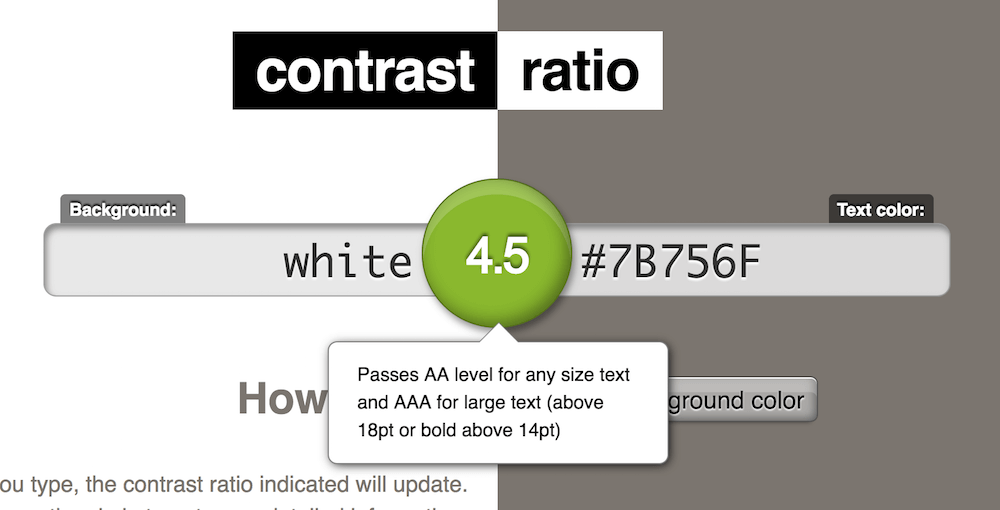 contrast ratio
Background:
Text color:
white 4.5 #7B756F
Passes AA level for any size text
and AAA for large text (above
18pt or bold above 14pt)
How
ground color
ou type, the contrast ratio indicated will update.